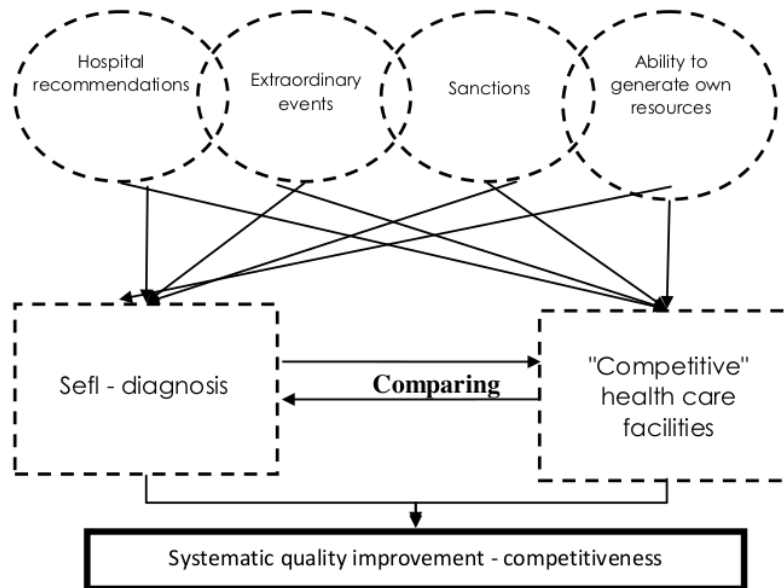 Hospital
recommendations
Extraordinary
events
Sanctions
Ability to
generate own
resources
Sefl - diagnosis
Comparing
"Competitive"
health care
facilities
Systematic quality improvement - competitiveness